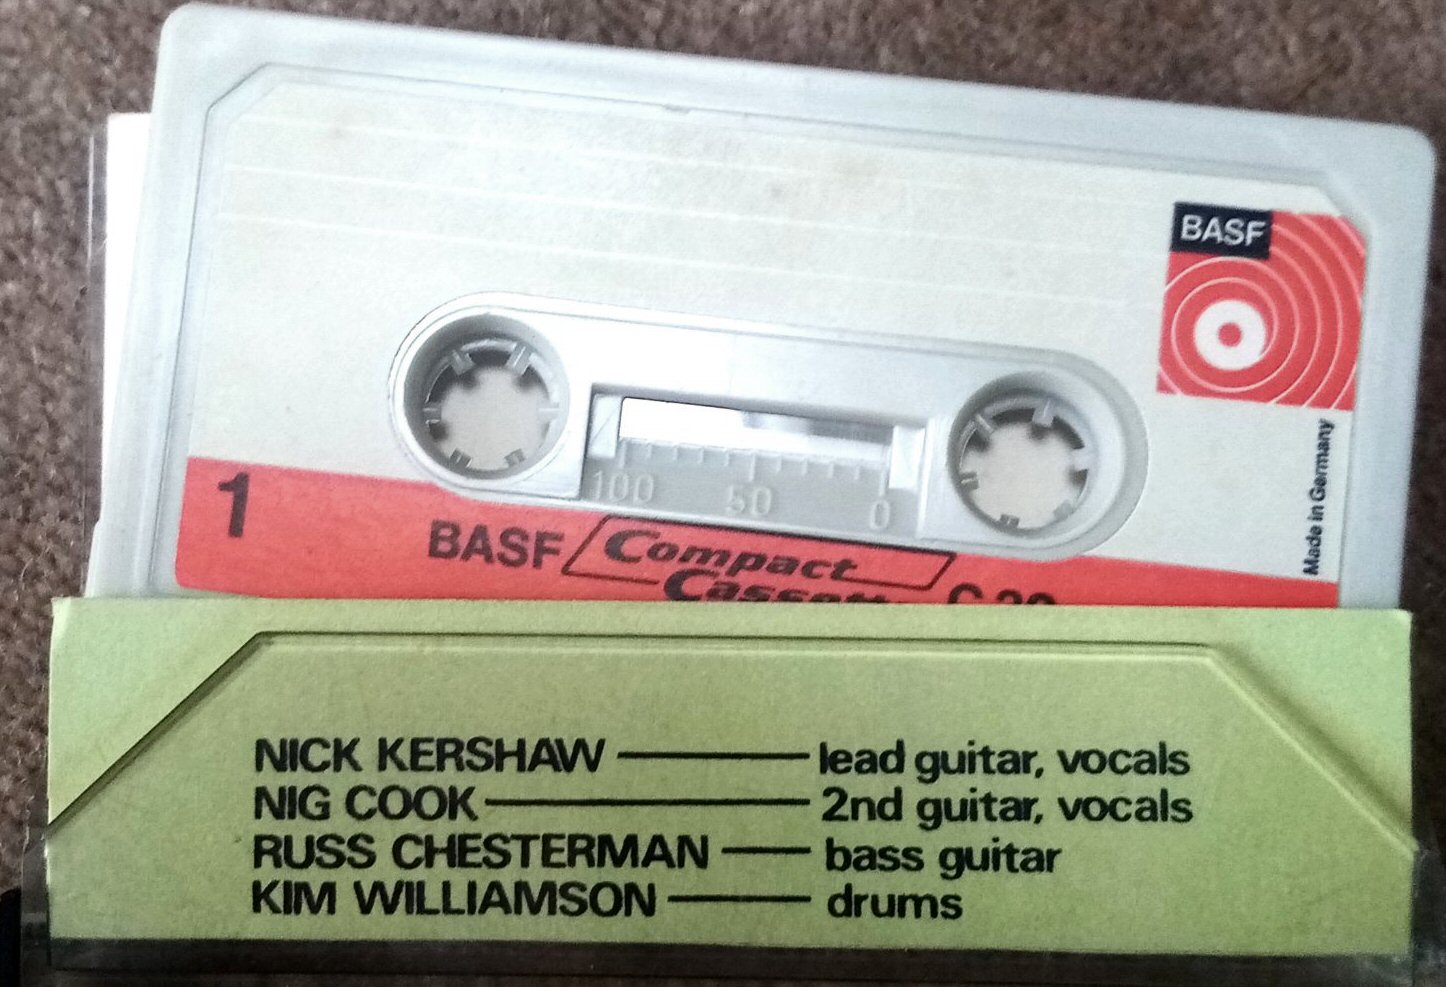 BASF
Made in Germany
100 50 0
1
BASF Compact
Cassette
NICK KERSHAW — lead guitar, vocals
NIG COOK — 2nd guitar, vocals
RUSS CHESTERMAN — bass guitar
KIM WILLIAMSON — drums